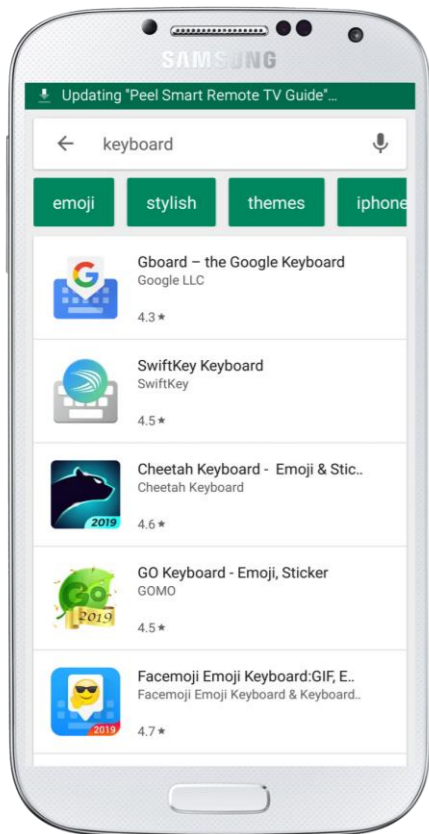 SAMSUNG
Updating "Peel Smart Remote TV Guide"...
keyboard
emoji
stylish
themes
iphone
G
Gboard – the Google Keyboard
Google LLC
4.3★
SwiftKey Keyboard
SwiftKey
4.5★
2019
Cheetah Keyboard - Emoji & Stic..
Cheetah Keyboard
4.6★
GO
2019
GO Keyboard - Emoji, Sticker
GOMO
4.5★
2019
Facemoji Emoji Keyboard:GIF, E..
Facemoji Emoji Keyboard & Keyboard..
4.7★